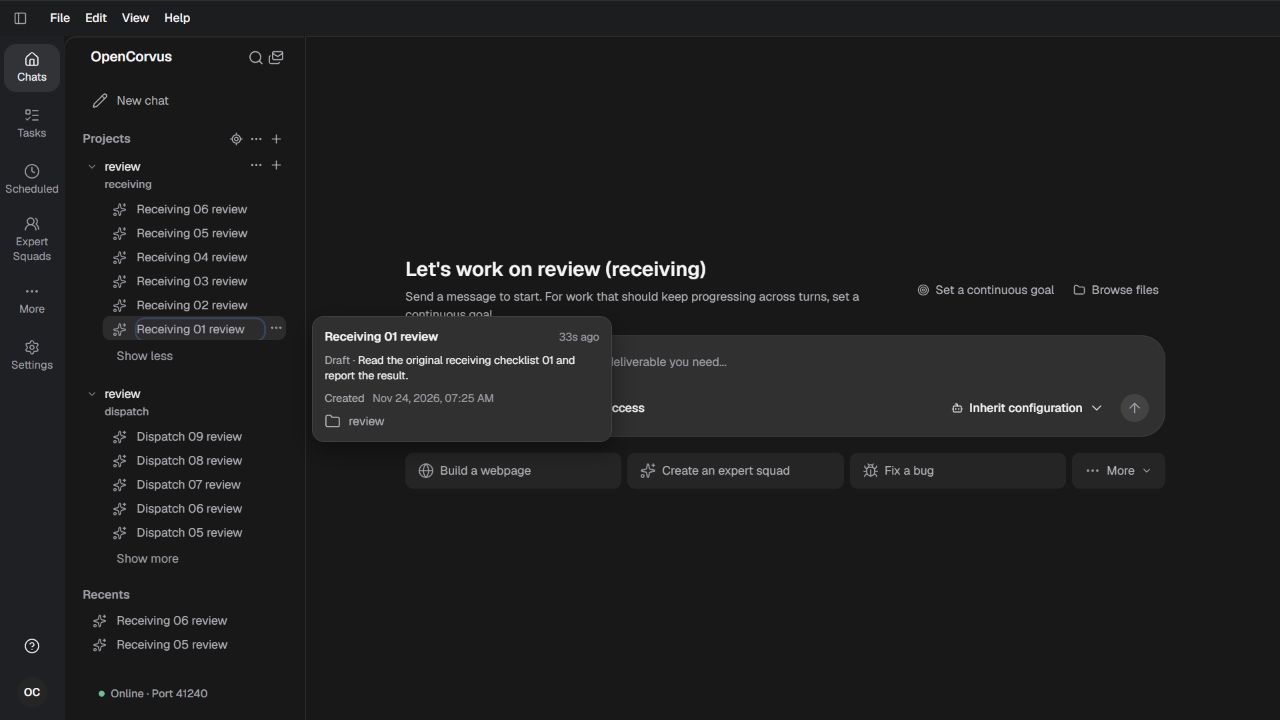 File Edit View Help
Chats
Tasks
Scheduled
Expert
Squads
More
Settings
OC
OpenCorvus
New chat
Projects
review
receiving
Receiving 06 review
Receiving 05 review
Receiving 04 review
Receiving 03 review
Receiving 02 review
Receiving 01 review
Show less
review
dispatch
Dispatch 09 review
Dispatch 08 review
Dispatch 07 review
Dispatch 06 review
Dispatch 05 review
Show more
Recents
Receiving 06 review
Receiving 05 review
Online · Port 41240
Let's work on review (receiving)
Send a message to start. For work that should keep progressing across turns, set a
continuous goal
Set a continuous goal
Browse files
Receiving 01 review 33s ago
Draft · Read the original receiving checklist 01 and
report the result.
Created Nov 24, 2026, 07:25 AM
review
deliverable you need...
Inherit configuration
Build a webpage
Create an expert squad
Fix a bug
More